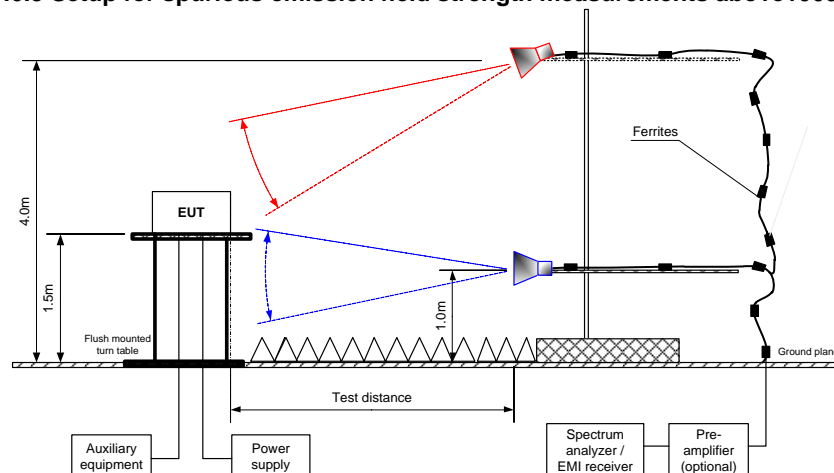 Ferrites
4.0m
EUT
1.5m
1.0m
Flush mounted
turn table
Ground plane
Test distance
Auxiliary
equipment
Power
supply
Spectrum
analyzer /
EMI receiver
Pre-
amplifier
(optional)